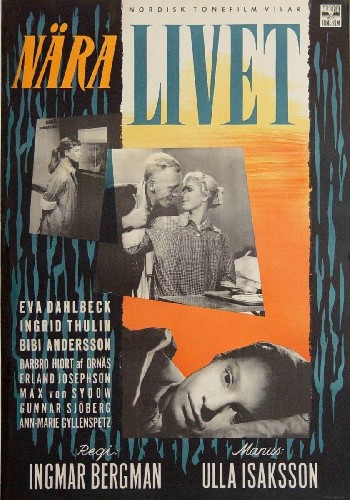 NORDISK TONEFILM VISAR
NÄRA
LIVET
EVA DAHLBECK
INGRID THULIN
BIBI ANDERSSON
BARBRO HIORT af ORNÄS
ERLAND JOSEPHSON
MAX von SYDOW
GUNNAR SJÖBERG
ANN-MARIE GYLLENSPETZ
Regi:
INGMAR BERGMAN
Manus:
ULLA ISAKSSON